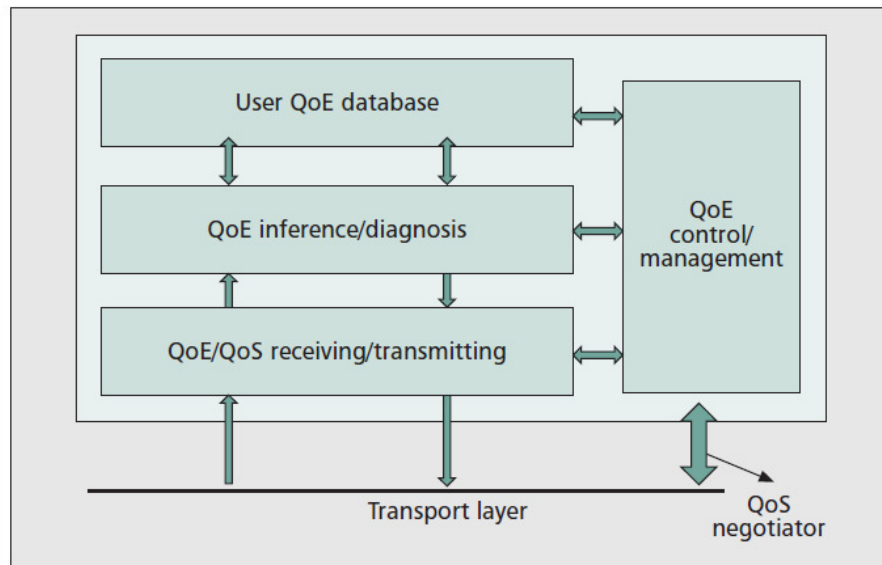 User QoE database
QoE inference/diagnosis
QoE
control/
management
QoE/QoS receiving/transmitting
Transport layer
QoS
negotiator